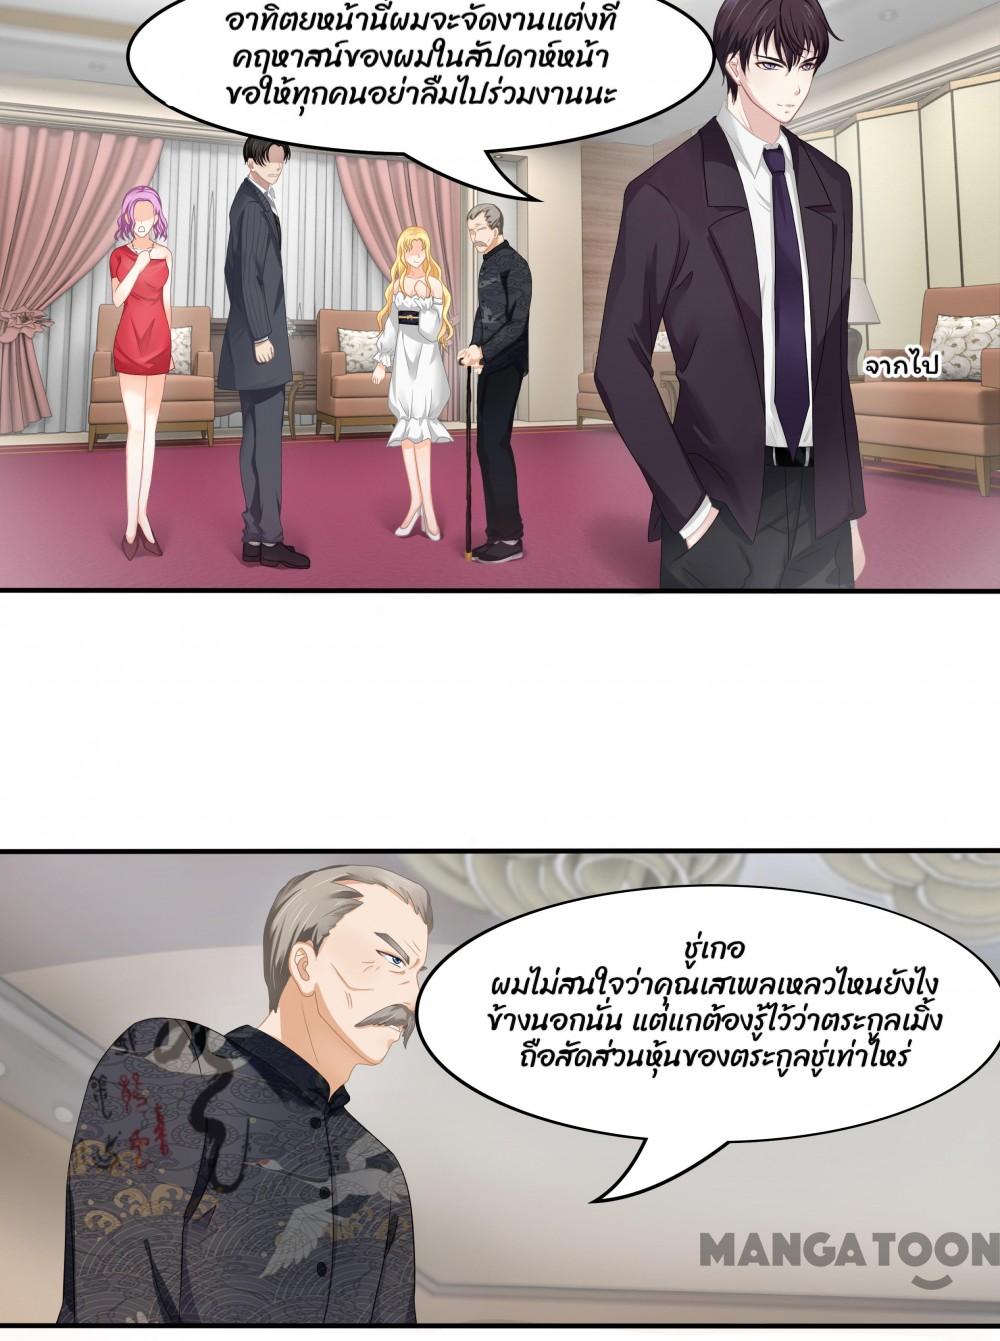 อาทิตยหน้านี้ผมจะจัดงานแต่งที่
คฤหาสน์ของผมในสัปดาห์หน้า
ขอให้ทุกคนอย่าลืมไปร่วมงานนะ
จากไป
ชู่เกอ
ผมไม่สนใจว่าคุณเสเพลเหลวไหนยังไง
ข้างนอกนั่น แต่แกต้องรู้ไว้ว่าตระกูลเมิ้ง
ถือสัดส่วนหุ้นของตระกูลชู่เท่าไหร่
MANGATOON